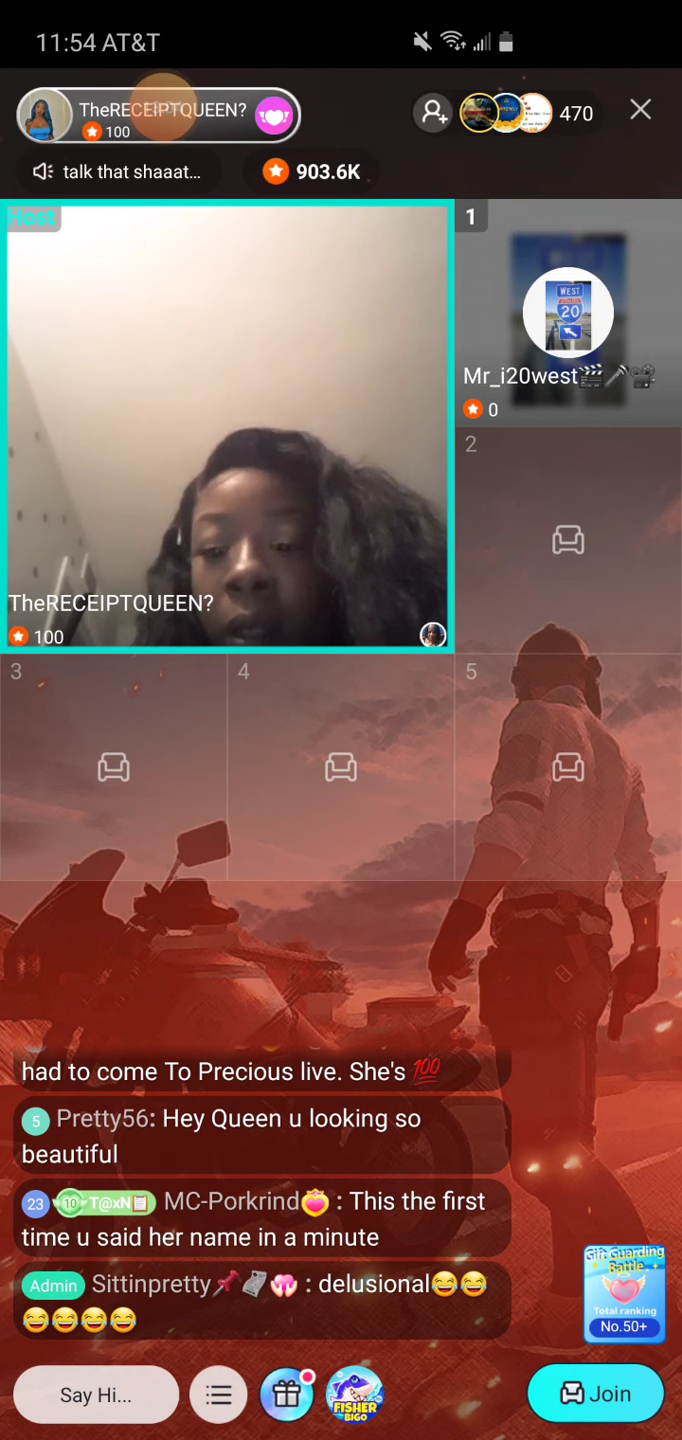 11:54 AT&T
TheRECEIPTQUEEN?
100
470
talk that shaaat...
903.6K
Host
1
WEST
20
Mr_i20west
0
2
TheRECEIPTQUEEN?
100
3
4
5
had to come To Precious live. She's 💯
5 Pretty56: Hey Queen u looking so
beautiful
23 10 T@xN📋 MC-Porkrind : This the first
time u said her name in a minute
Admin Sittinpretty📌 : delusional😂😂
😂😂😂😂
Gift Guarding
Battle
Total ranking
No.50+
Say Hi...
FISHER
BIGO
Join